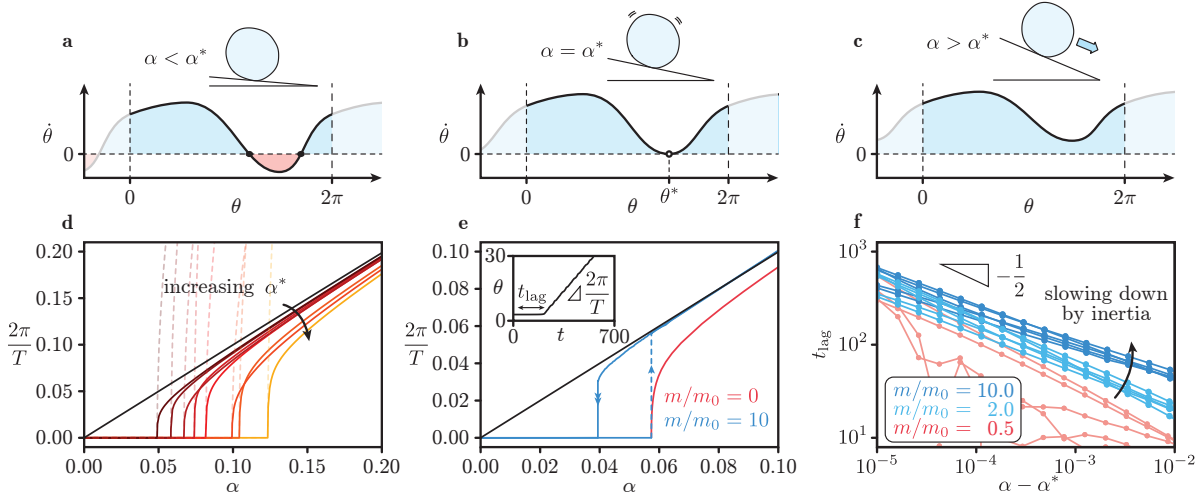 a
α < α*
θ̇
0
0
θ
2π
b
α = α*
θ̇
0
0
θ
θ*
2π
c
α > α*
θ̇
0
0
θ
2π
d
2π/T
0.20
0.15
0.10
0.05
0.00
increasing α*
0.00
0.05
0.10
0.15
0.20
α
e
2π/T
0.10
0.08
0.06
0.04
0.02
0.00
30
θ
0
t_lag
2π/T
0
t
700
m/m₀ = 0
m/m₀ = 10
0.00
0.02
0.04
0.06
0.08
0.10
α
f
t_lag
10³
10²
10¹
−1/2
slowing down
by inertia
m/m₀ = 10.0
m/m₀ = 2.0
m/m₀ = 0.5
10⁻⁵
10⁻⁴
10⁻³
10⁻²
α − α*